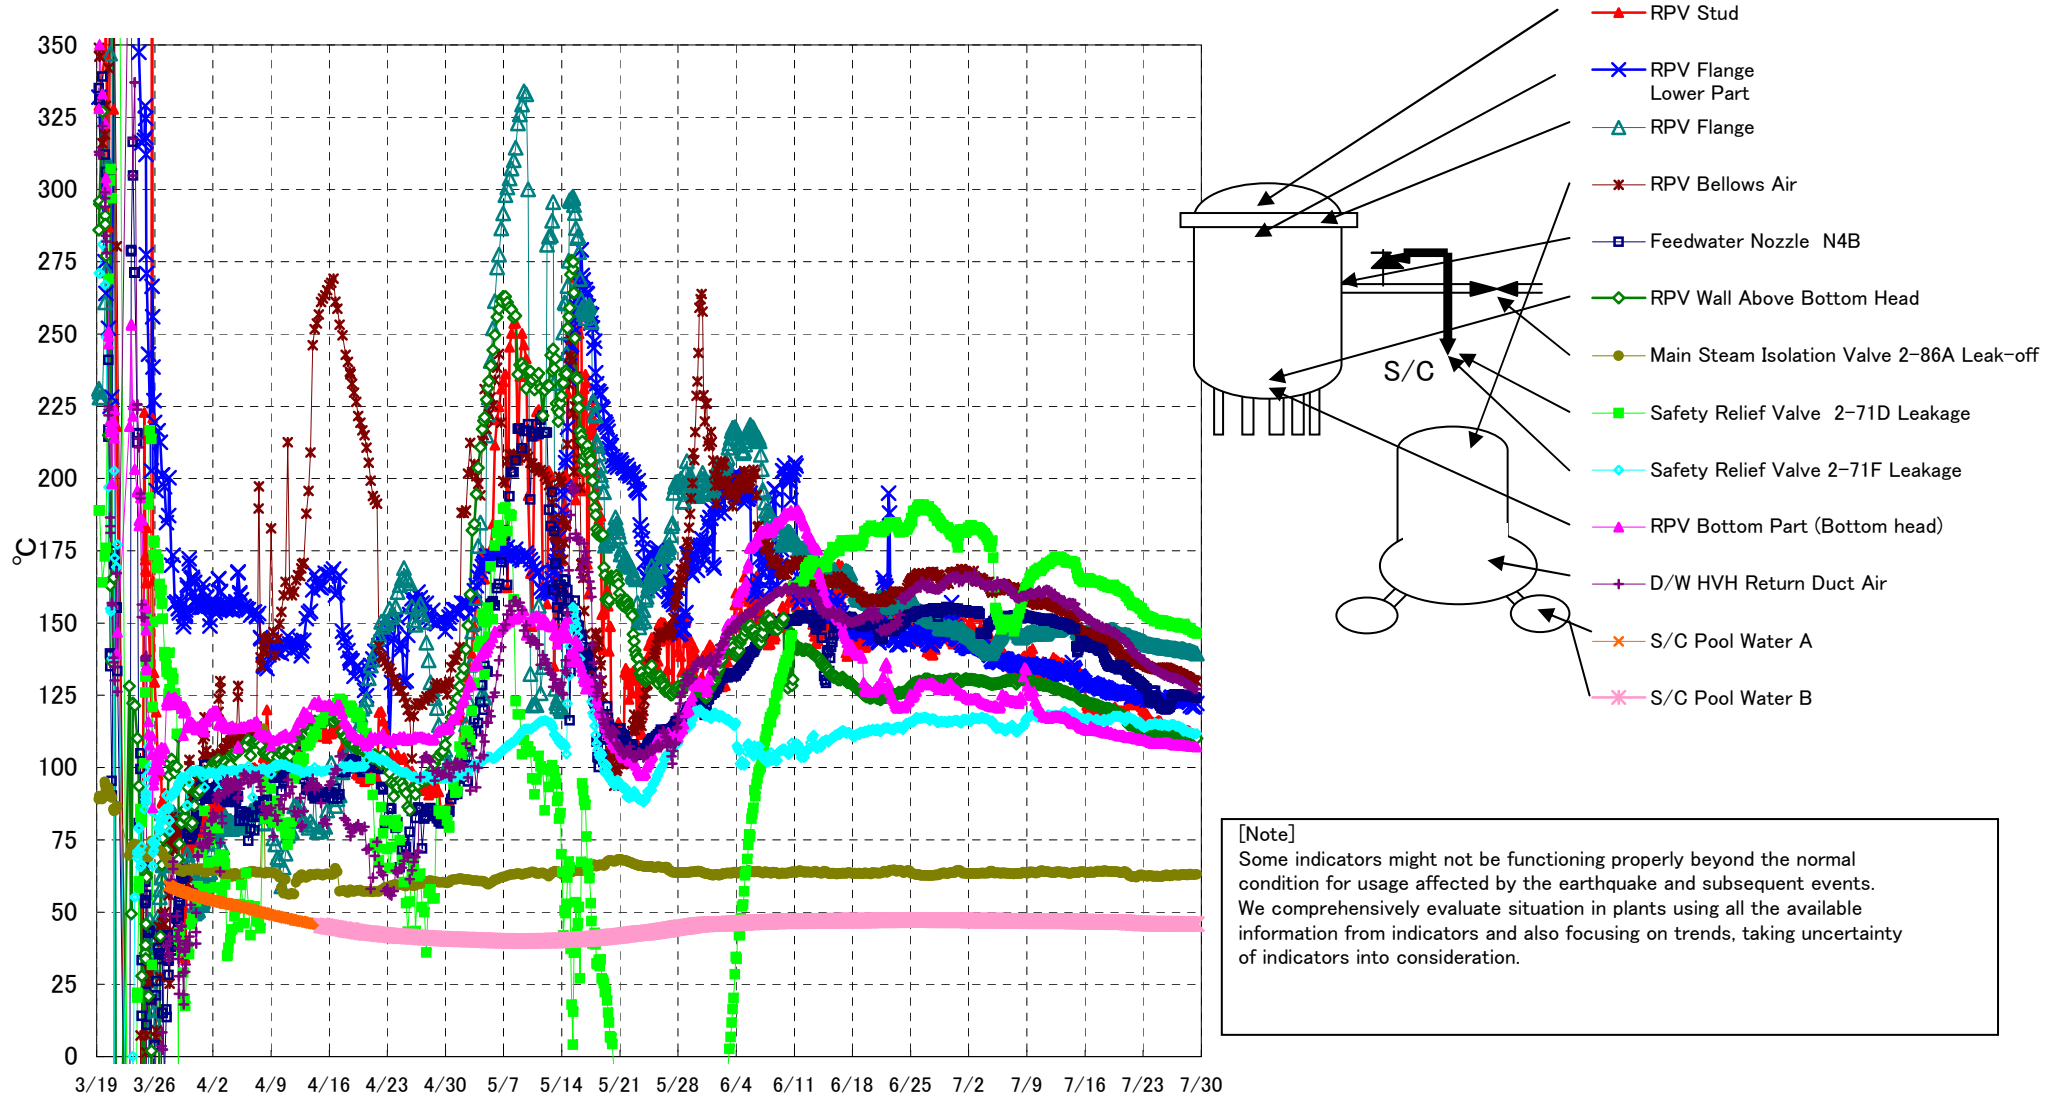 350
325
300
275
250
225
200
175
150
125
100
75
50
25
0
℃
3/19 3/26 4/2 4/9 4/16 4/23 4/30 5/7 5/14 5/21 5/28 6/4 6/11 6/18 6/25 7/2 7/9 7/16 7/23 7/30
RPV Stud
RPV Flange
Lower Part
RPV Flange
RPV Bellows Air
Feedwater Nozzle N4B
RPV Wall Above Bottom Head
Main Steam Isolation Valve 2-86A Leak-off
Safety Relief Valve 2-71D Leakage
Safety Relief Valve 2-71F Leakage
RPV Bottom Part (Bottom head)
D/W HVH Return Duct Air
S/C Pool Water A
S/C Pool Water B
S/C
[Note]
Some indicators might not be functioning properly beyond the normal
condition for usage affected by the earthquake and subsequent events.
We comprehensively evaluate situation in plants using all the available
information from indicators and also focusing on trends, taking uncertainty
of indicators into consideration.